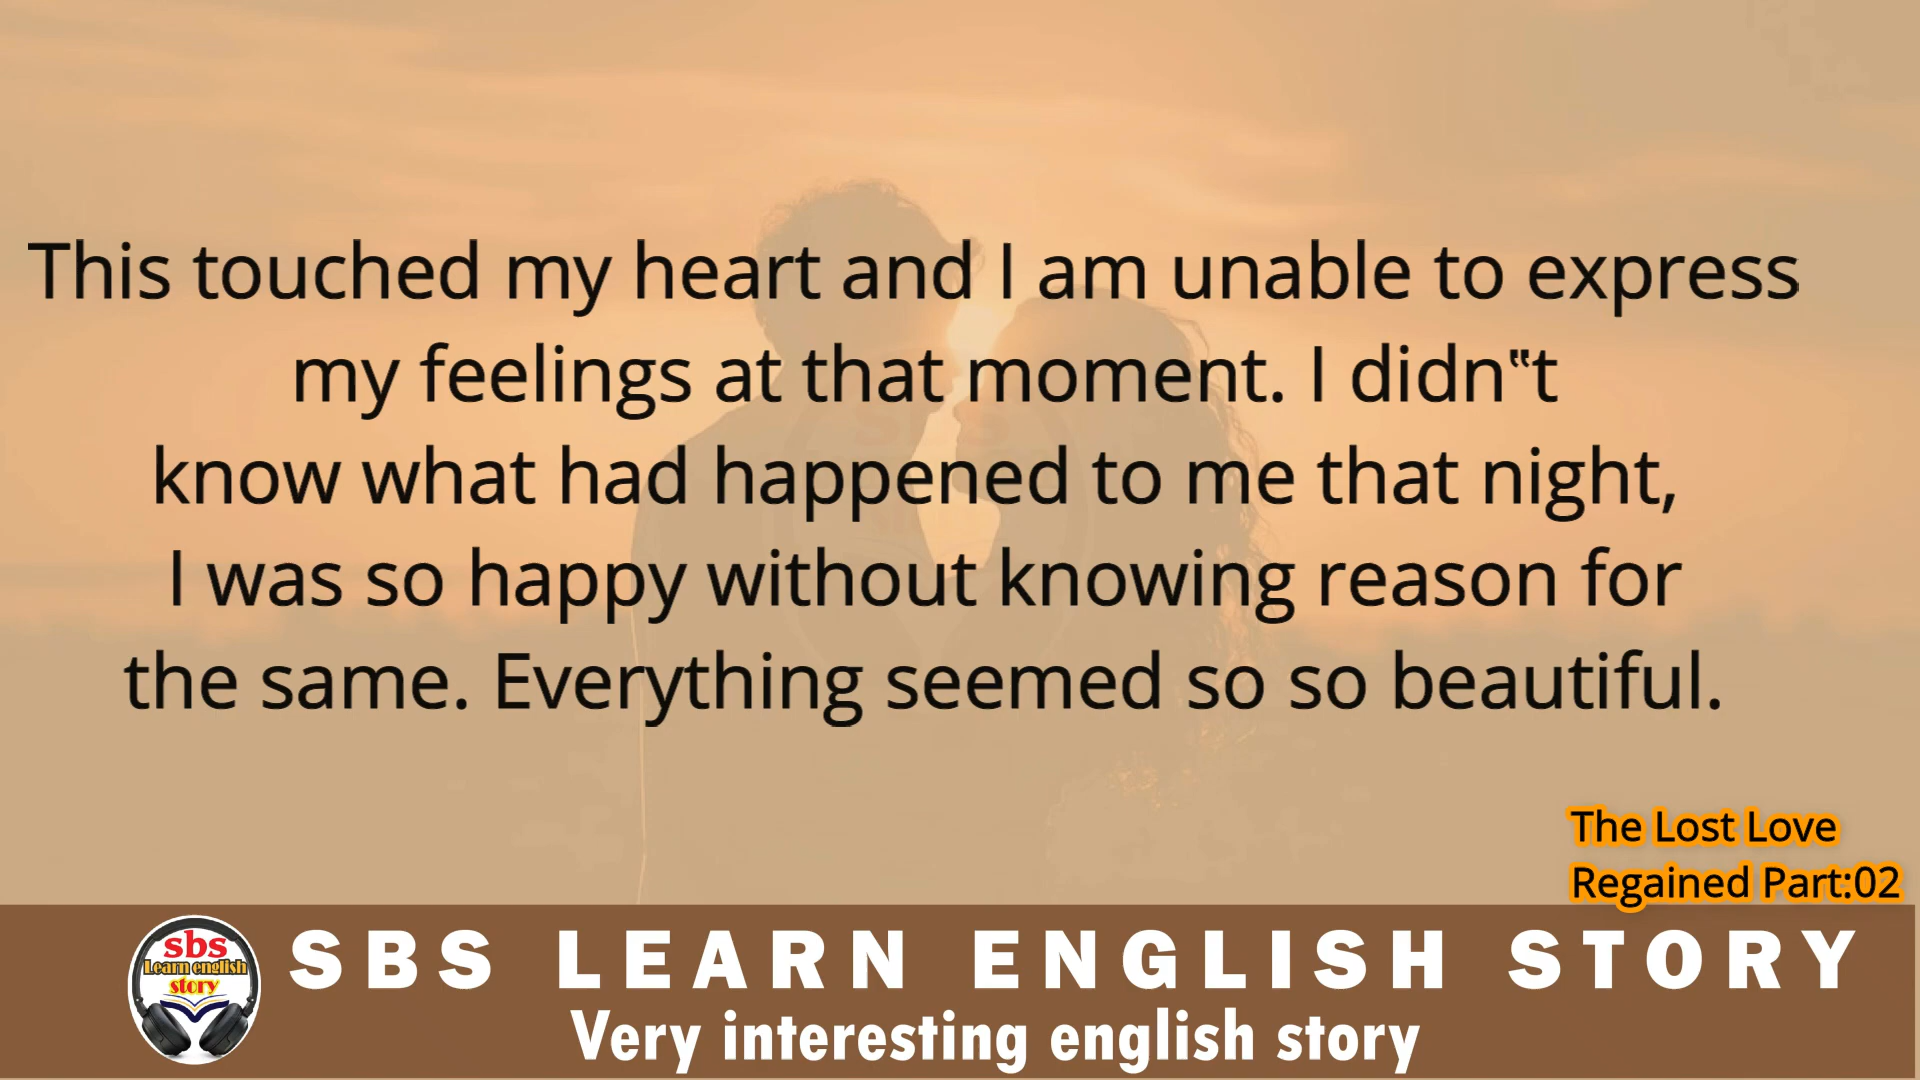 This touched my heart and I am unable to express
my feelings at that moment. I didn‟t
know what had happened to me that night,
I was so happy without knowing reason for
the same. Everything seemed so so beautiful.
The Lost Love
Regained Part:02
sbs
Learn english
story
SBS LEARN ENGLISH STORY
Very interesting english story